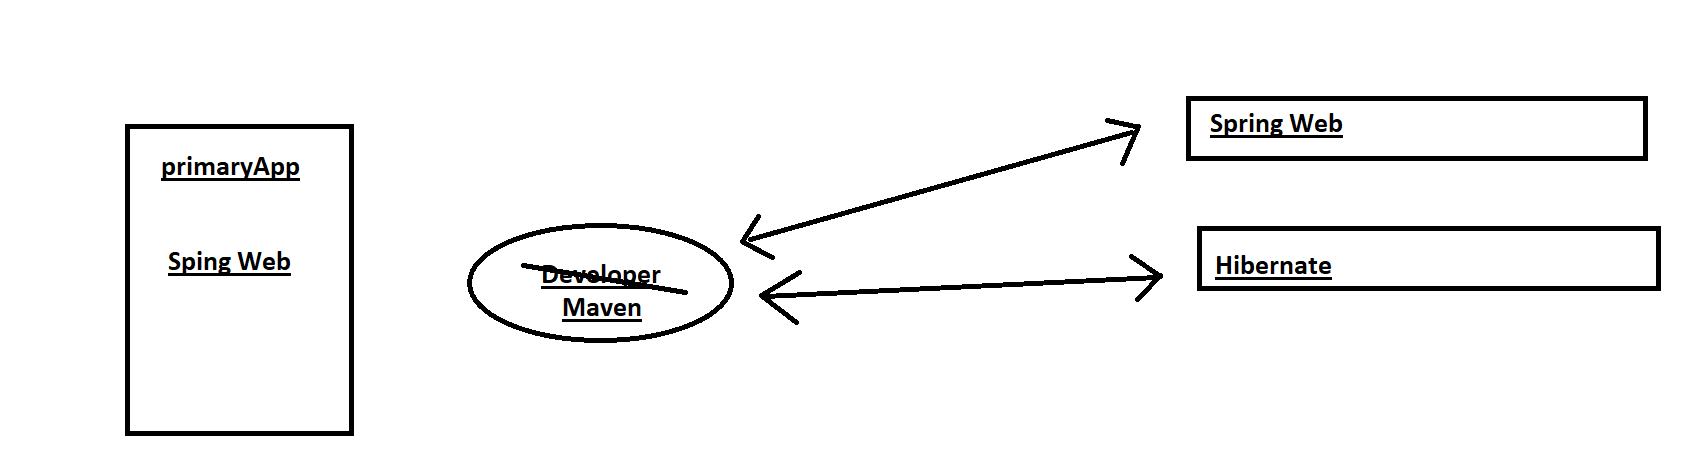 primaryApp
Sping Web
Developer
Maven
Spring Web
Hibernate